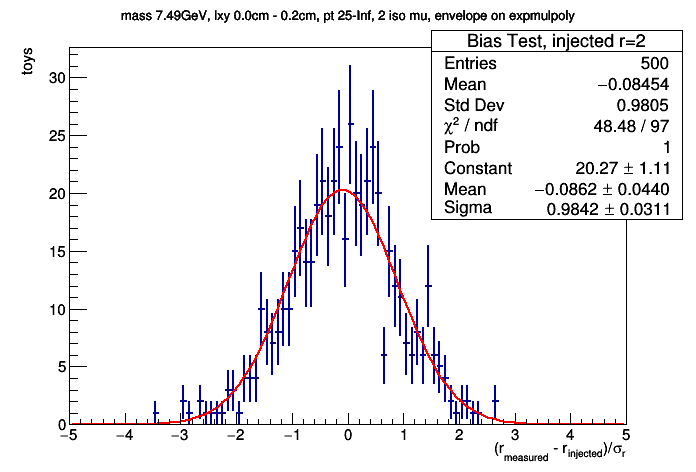 mass 7.49GeV, lxy 0.0cm - 0.2cm, pt 25-Inf, 2 iso mu, envelope on expmulpoly
Bias Test, injected r=2
Entries 500
Mean −0.08454
Std Dev 0.9805
χ² / ndf 48.48 / 97
Prob 1
Constant 20.27 ± 1.11
Mean −0.0862 ± 0.0440
Sigma 0.9842 ± 0.0311
toys
30
25
20
15
10
5
0
−5 −4 −3 −2 −1 0 1 2 3 4 5
(r_measured - r_injected)/σ_r